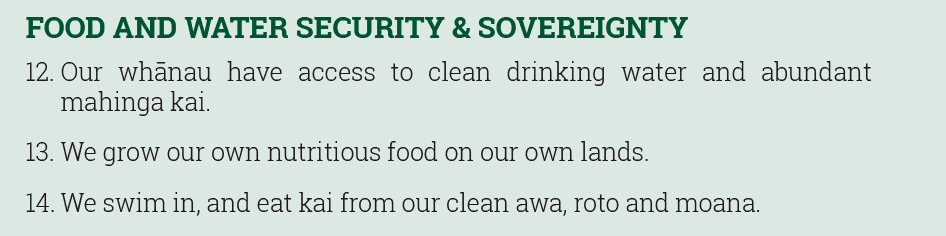 FOOD AND WATER SECURITY & SOVEREIGNTY
12. Our whānau have access to clean drinking water and abundant
mahinga kai.
13. We grow our own nutritious food on our own lands.
14. We swim in, and eat kai from our clean awa, roto and moana.